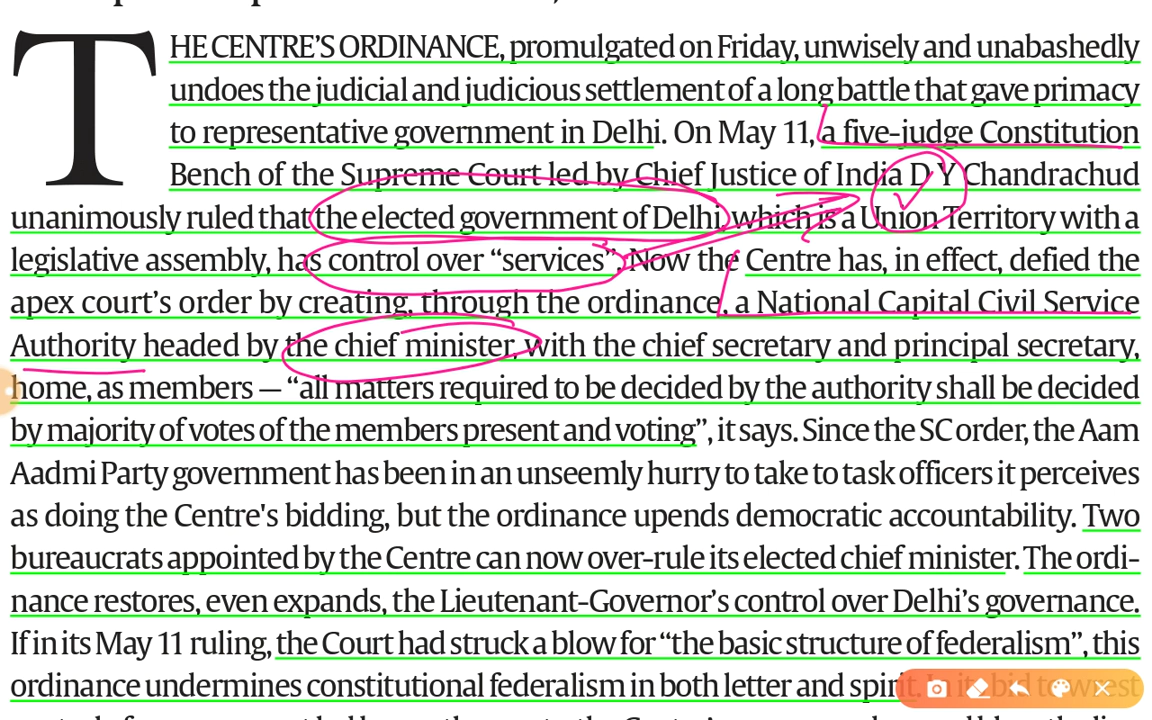 THE CENTRE'S ORDINANCE, promulgated on Friday, unwisely and unabashedly
undoes the judicial and judicious settlement of a long battle that gave primacy
to representative government in Delhi. On May 11, a five-judge Constitution
Bench of the Supreme Court led by Chief Justice of India D Y Chandrachud
unanimously ruled that the elected government of Delhi, which is a Union Territory with a
legislative assembly, has control over “services”. Now the Centre has, in effect, defied the
apex court’s order by creating, through the ordinance, a National Capital Civil Service
Authority headed by the chief minister, with the chief secretary and principal secretary,
home, as members — “all matters required to be decided by the authority shall be decided
by majority of votes of the members present and voting”, it says. Since the SC order, the Aam
Aadmi Party government has been in an unseemly hurry to take to task officers it perceives
as doing the Centre's bidding, but the ordinance upends democratic accountability. Two
bureaucrats appointed by the Centre can now over-rule its elected chief minister. The ordi-
nance restores, even expands, the Lieutenant-Governor’s control over Delhi’s governance.
If in its May 11 ruling, the Court had struck a blow for “the basic structure of federalism”, this
ordinance undermines constitutional federalism in both letter and spirit. In its bid to wrest